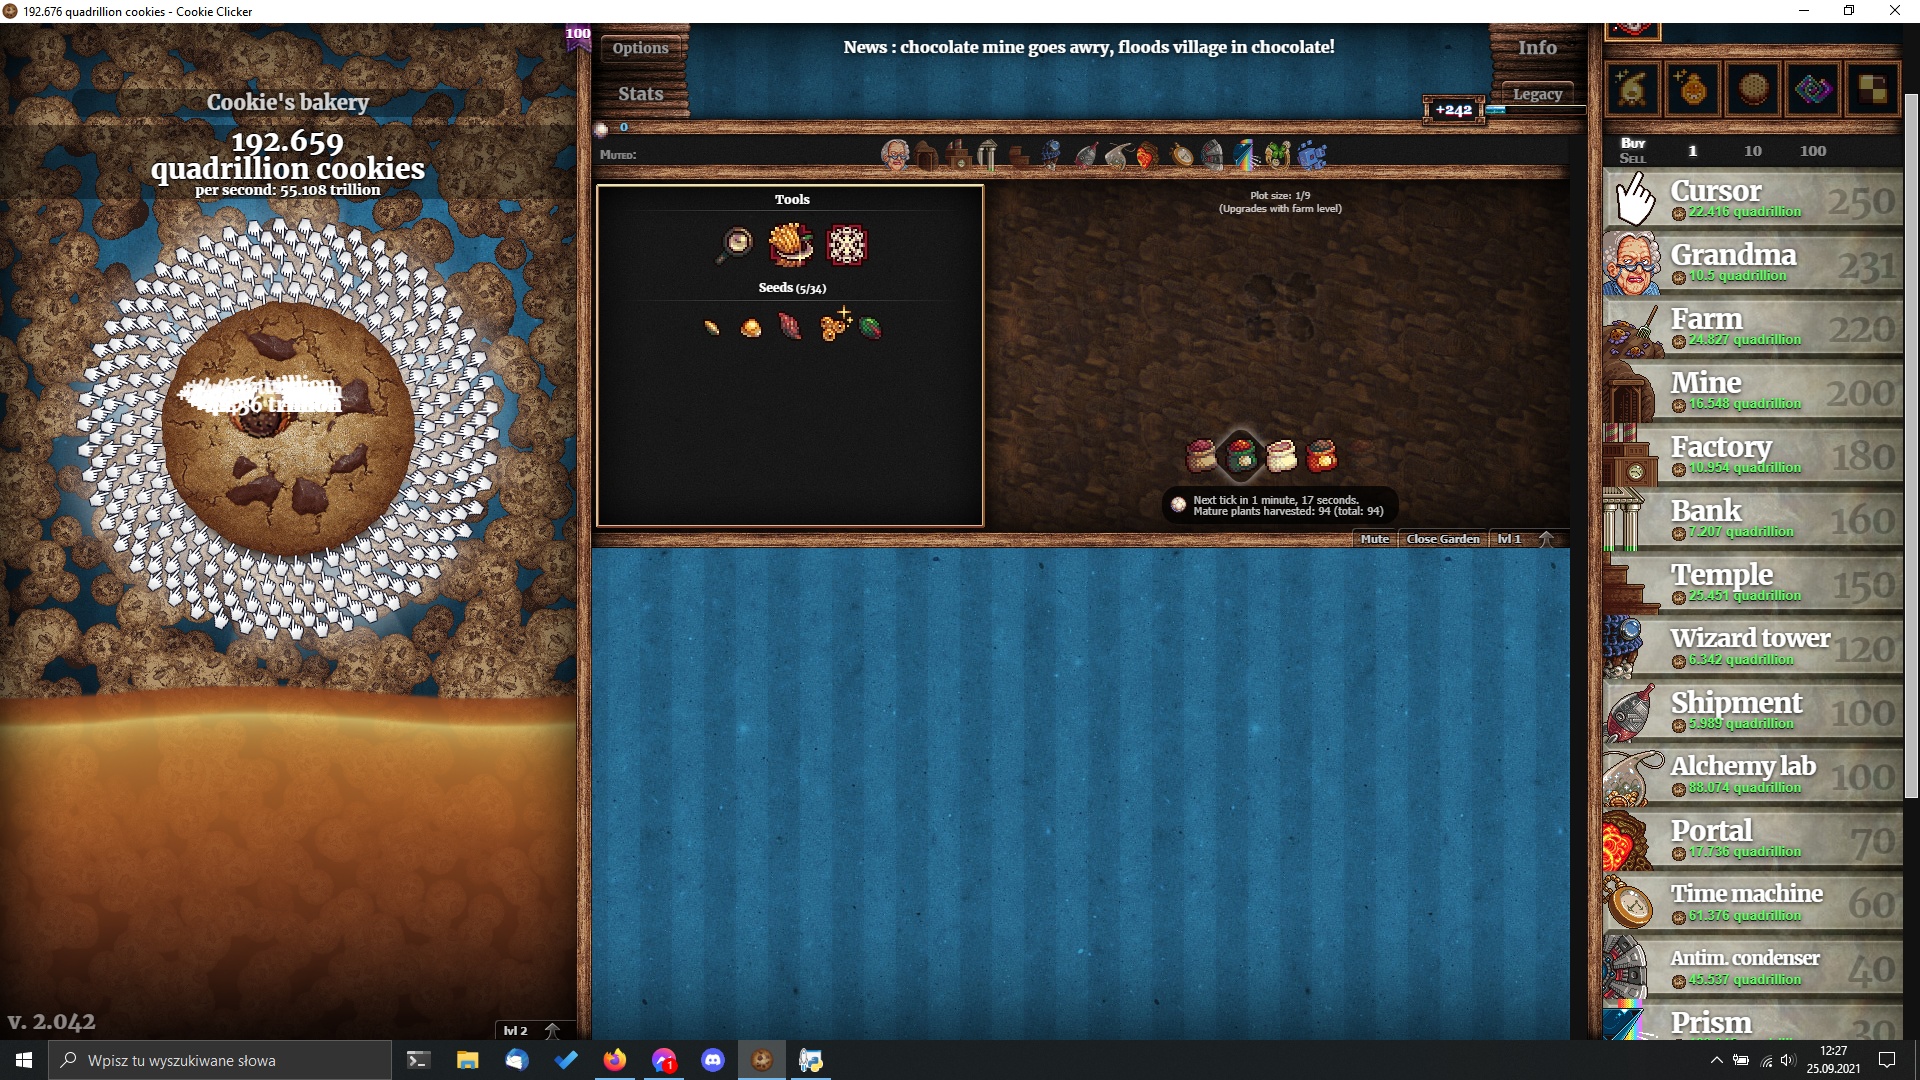 192.676 quadrillion cookies - Cookie Clicker
100
Options
Stats
News : chocolate mine goes awry, floods village in chocolate!
Info
Legacy
+242
Cookie's bakery
192.659
quadrillion cookies
per second: 55.108 trillion
0
Muted:
Tools
Seeds (5/34)
Plot size: 1/9
(Upgrades with farm level)
Next tick in 1 minute, 17 seconds.
Mature plants harvested: 94 (total: 94)
Mute
Close Garden
lvl 1
Buy
Sell
1
10
100
Cursor
22.416 quadrillion
250
Grandma
10.5 quadrillion
231
Farm
24.827 quadrillion
220
Mine
16.548 quadrillion
200
Factory
10.954 quadrillion
180
Bank
7.207 quadrillion
160
Temple
25.451 quadrillion
150
Wizard tower
6.342 quadrillion
120
Shipment
5.989 quadrillion
100
Alchemy lab
88.074 quadrillion
100
Portal
17.736 quadrillion
70
Time machine
61.376 quadrillion
60
Antim. condenser
45.537 quadrillion
40
Prism
30
trillion
trillion
v. 2.042
lvl 2
Wpisz tu wyszukiwane słowa
1
12:27
25.09.2021